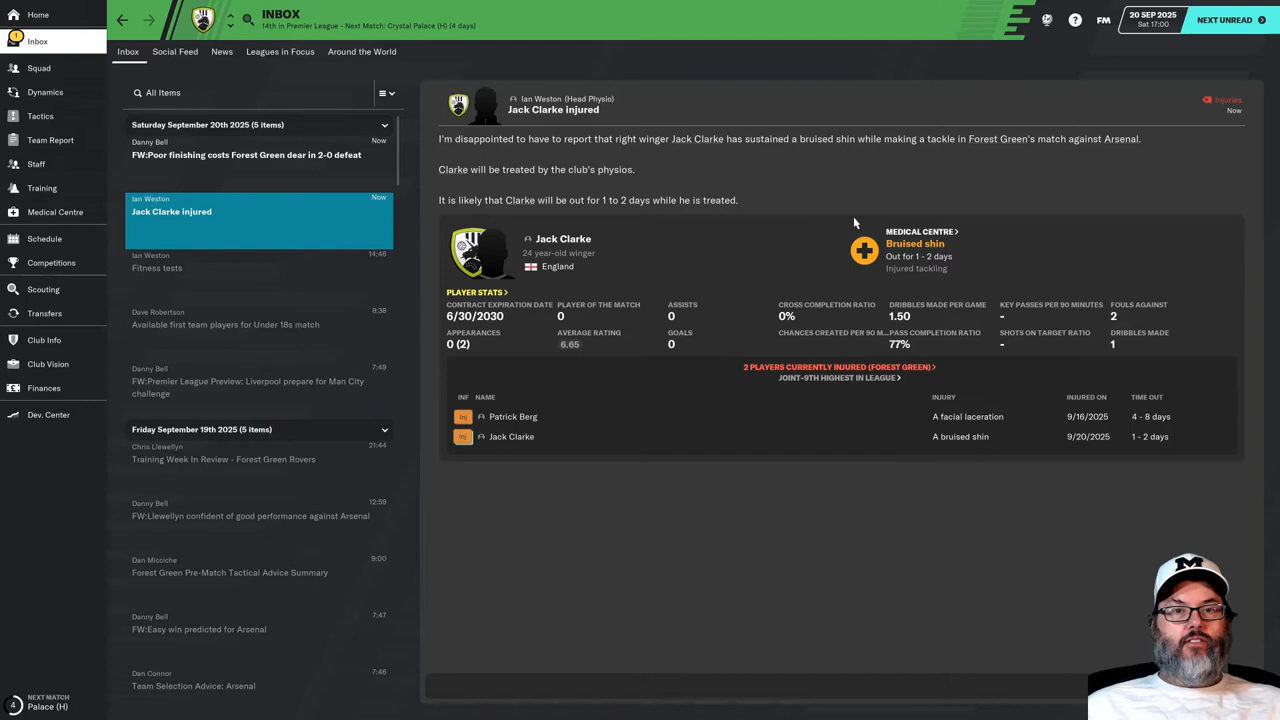 Home
INBOX
14th in Premier League - Next Match: Crystal Palace (H) (4 days)
FM
20 SEP 2025
Sat 17:00
NEXT UNREAD
1
Inbox
Squad
Dynamics
Tactics
Team Report
Staff
Training
Medical Centre
Schedule
Competitions
Scouting
Transfers
Club Info
Club Vision
Finances
Dev. Center
4
NEXT MATCH
Palace (H)
Inbox
Social Feed
News
Leagues in Focus
Around the World
All Items
Saturday September 20th 2025 (5 items)
Danny Bell
Now
FW:Poor finishing costs Forest Green dear in 2-0 defeat
Ian Weston
Now
Jack Clarke injured
Ian Weston
14:46
Fitness tests
Dave Robertson
8:38
Available first team players for Under 18s match
Danny Bell
7:49
FW:Premier League Preview: Liverpool prepare for Man City
challenge
Friday September 19th 2025 (5 items)
Chris Llewellyn
21:44
Training Week In Review - Forest Green Rovers
Danny Bell
12:59
FW:Llewellyn confident of good performance against Arsenal
Dan Micciche
9:00
Forest Green Pre-Match Tactical Advice Summary
Danny Bell
7:47
FW:Easy win predicted for Arsenal
Dan Connor
7:46
Team Selection Advice: Arsenal
Ian Weston (Head Physio)
Jack Clarke injured
Injuries
Now
I'm disappointed to have to report that right winger Jack Clarke has sustained a bruised shin while making a tackle in Forest Green's match against Arsenal.
Clarke will be treated by the club's physios.
It is likely that Clarke will be out for 1 to 2 days while he is treated.
Jack Clarke
24 year-old winger
England
MEDICAL CENTRE >
Bruised shin
Out for 1 - 2 days
Injured tackling
PLAYER STATS >
CONTRACT EXPIRATION DATE PLAYER OF THE MATCH ASSISTS CROSS COMPLETION RATIO DRIBBLES MADE PER GAME KEY PASSES PER 90 MINUTES FOULS AGAINST
6/30/2030 0 0 0% 1.50 - 2
APPEARANCES AVERAGE RATING GOALS CHANCES CREATED PER 90 M... PASS COMPLETION RATIO SHOTS ON TARGET RATIO DRIBBLES MADE
0 (2) 6.65 0 77% - 1
2 PLAYERS CURRENTLY INJURED (FOREST GREEN) >
JOINT-9TH HIGHEST IN LEAGUE >
INF NAME INJURY INJURED ON TIME OUT
Inj Patrick Berg A facial laceration 9/16/2025 4 - 8 days
Inj Jack Clarke A bruised shin 9/20/2025 1 - 2 days
M